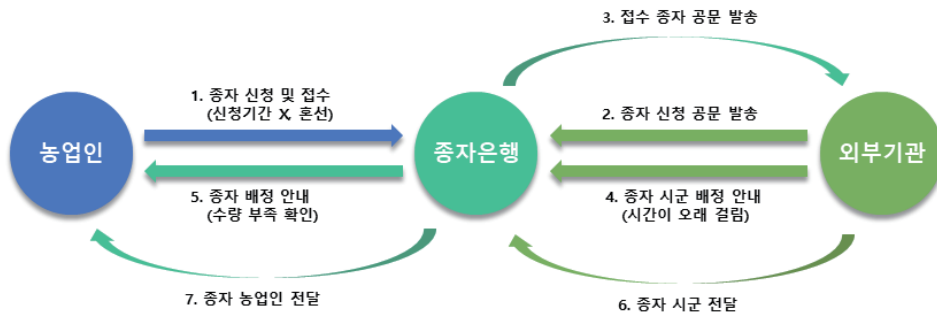 3. 접수 종자 공문 발송
1. 종자 신청 및 접수
(신청기간 X, 혼선)
2. 종자 신청 공문 발송
농업인
종자은행
외부기관
5. 종자 배정 안내
(수량 부족 확인)
4. 종자 시군 배정 안내
(시간이 오래 걸림)
7. 종자 농업인 전달
6. 종자 시군 전달